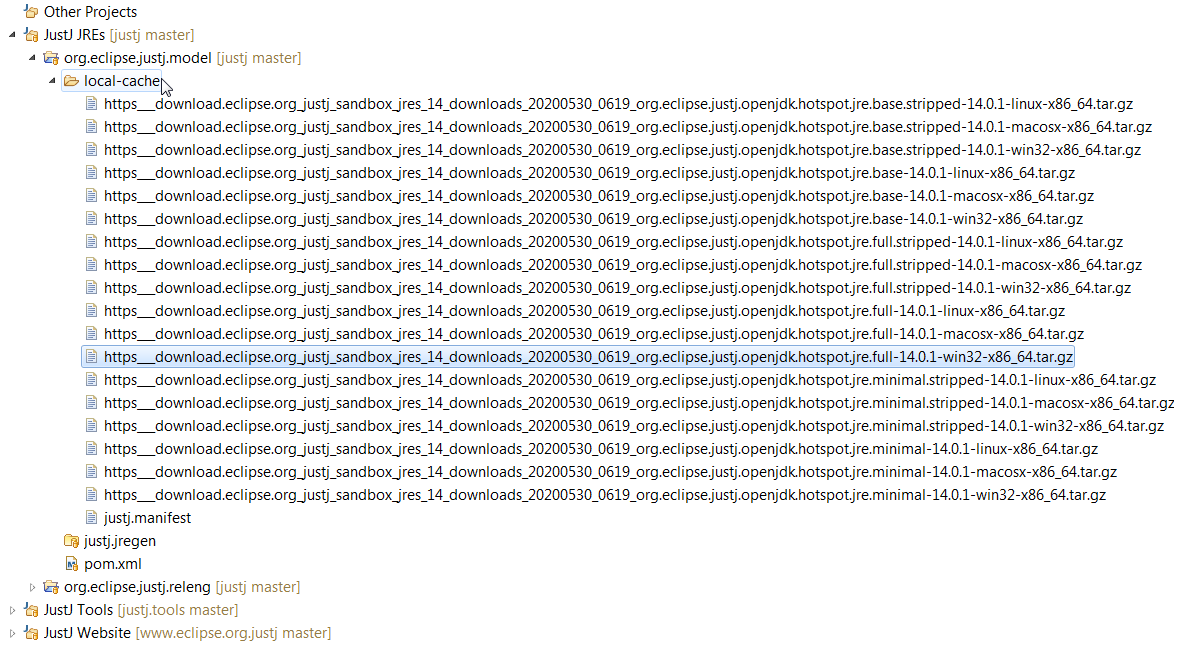 Other Projects
JustJ JREs [justj master]
org.eclipse.justj.model [justj master]
local-cache
https___download.eclipse.org_justj_sandbox_jres_14_downloads_20200530_0619_org.eclipse.justj.openjdk.hotspot.jre.base.stripped-14.0.1-linux-x86_64.tar.gz
https___download.eclipse.org_justj_sandbox_jres_14_downloads_20200530_0619_org.eclipse.justj.openjdk.hotspot.jre.base.stripped-14.0.1-macosx-x86_64.tar.gz
https___download.eclipse.org_justj_sandbox_jres_14_downloads_20200530_0619_org.eclipse.justj.openjdk.hotspot.jre.base.stripped-14.0.1-win32-x86_64.tar.gz
https___download.eclipse.org_justj_sandbox_jres_14_downloads_20200530_0619_org.eclipse.justj.openjdk.hotspot.jre.base-14.0.1-linux-x86_64.tar.gz
https___download.eclipse.org_justj_sandbox_jres_14_downloads_20200530_0619_org.eclipse.justj.openjdk.hotspot.jre.base-14.0.1-macosx-x86_64.tar.gz
https___download.eclipse.org_justj_sandbox_jres_14_downloads_20200530_0619_org.eclipse.justj.openjdk.hotspot.jre.base-14.0.1-win32-x86_64.tar.gz
https___download.eclipse.org_justj_sandbox_jres_14_downloads_20200530_0619_org.eclipse.justj.openjdk.hotspot.jre.full.stripped-14.0.1-linux-x86_64.tar.gz
https___download.eclipse.org_justj_sandbox_jres_14_downloads_20200530_0619_org.eclipse.justj.openjdk.hotspot.jre.full.stripped-14.0.1-macosx-x86_64.tar.gz
https___download.eclipse.org_justj_sandbox_jres_14_downloads_20200530_0619_org.eclipse.justj.openjdk.hotspot.jre.full.stripped-14.0.1-win32-x86_64.tar.gz
https___download.eclipse.org_justj_sandbox_jres_14_downloads_20200530_0619_org.eclipse.justj.openjdk.hotspot.jre.full-14.0.1-linux-x86_64.tar.gz
https___download.eclipse.org_justj_sandbox_jres_14_downloads_20200530_0619_org.eclipse.justj.openjdk.hotspot.jre.full-14.0.1-macosx-x86_64.tar.gz
https___download.eclipse.org_justj_sandbox_jres_14_downloads_20200530_0619_org.eclipse.justj.openjdk.hotspot.jre.full-14.0.1-win32-x86_64.tar.gz
https___download.eclipse.org_justj_sandbox_jres_14_downloads_20200530_0619_org.eclipse.justj.openjdk.hotspot.jre.minimal.stripped-14.0.1-linux-x86_64.tar.gz
https___download.eclipse.org_justj_sandbox_jres_14_downloads_20200530_0619_org.eclipse.justj.openjdk.hotspot.jre.minimal.stripped-14.0.1-macosx-x86_64.tar.gz
https___download.eclipse.org_justj_sandbox_jres_14_downloads_20200530_0619_org.eclipse.justj.openjdk.hotspot.jre.minimal.stripped-14.0.1-win32-x86_64.tar.gz
https___download.eclipse.org_justj_sandbox_jres_14_downloads_20200530_0619_org.eclipse.justj.openjdk.hotspot.jre.minimal-14.0.1-linux-x86_64.tar.gz
https___download.eclipse.org_justj_sandbox_jres_14_downloads_20200530_0619_org.eclipse.justj.openjdk.hotspot.jre.minimal-14.0.1-macosx-x86_64.tar.gz
https___download.eclipse.org_justj_sandbox_jres_14_downloads_20200530_0619_org.eclipse.justj.openjdk.hotspot.jre.minimal-14.0.1-win32-x86_64.tar.gz
justj.manifest
justj.jregen
pom.xml
org.eclipse.justj.releng [justj master]
JustJ Tools [justj.tools master]
JustJ Website [www.eclipse.org.justj master]